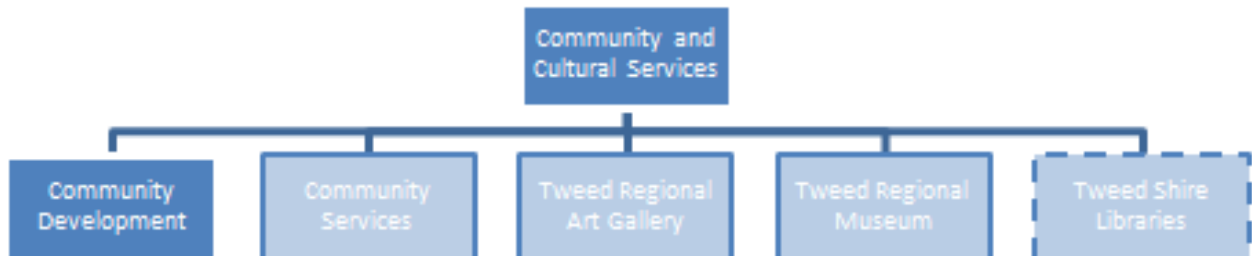 Community and
Cultural Services
Community
Development
Community
Services
Tweed Regional
Art Gallery
Tweed Regional
Museum
Tweed Shire
Libraries